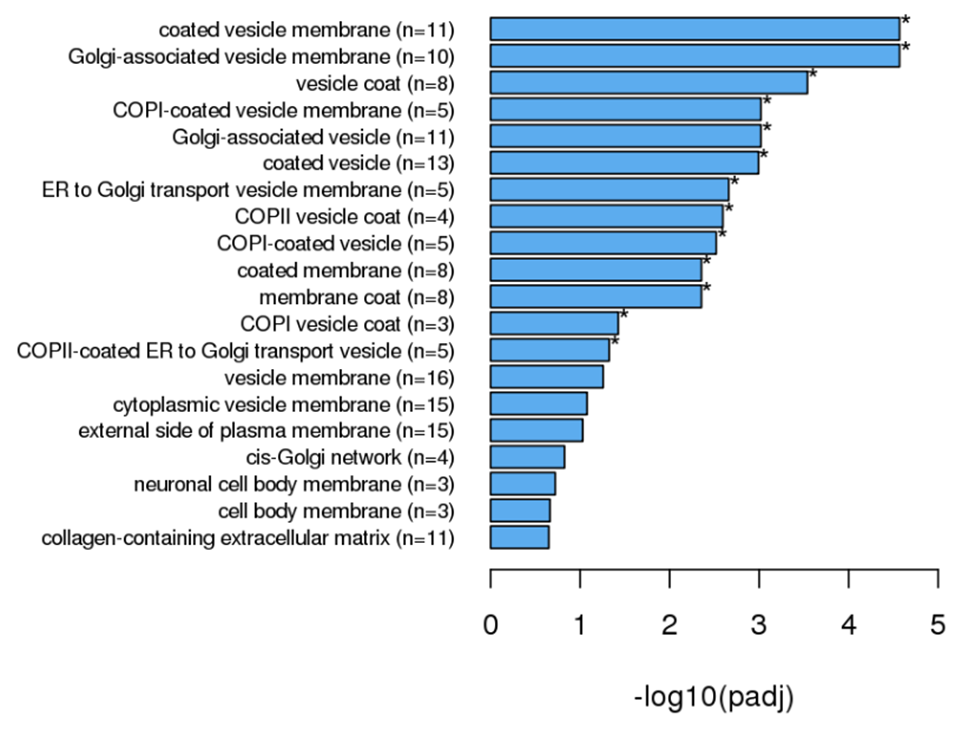 coated vesicle membrane (n=11)
*
Golgi-associated vesicle membrane (n=10)
*
vesicle coat (n=8)
*
COPI-coated vesicle membrane (n=5)
*
Golgi-associated vesicle (n=11)
*
coated vesicle (n=13)
*
ER to Golgi transport vesicle membrane (n=5)
*
COPII vesicle coat (n=4)
*
COPI-coated vesicle (n=5)
*
coated membrane (n=8)
*
membrane coat (n=8)
*
COPI vesicle coat (n=3)
*
COPII-coated ER to Golgi transport vesicle (n=5)
*
vesicle membrane (n=16)
cytoplasmic vesicle membrane (n=15)
external side of plasma membrane (n=15)
cis-Golgi network (n=4)
neuronal cell body membrane (n=3)
cell body membrane (n=3)
collagen-containing extracellular matrix (n=11)
0 1 2 3 4 5
-log10(padj)